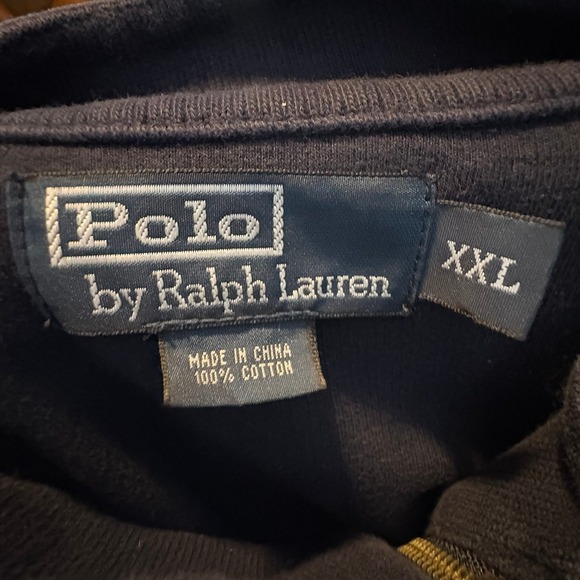 Polo
by Ralph Lauren
XXL
MADE IN CHINA
100% COTTON